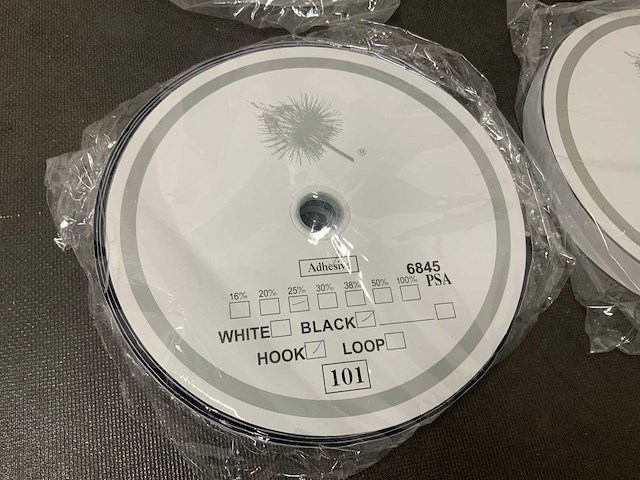 ®
Adhesive
6845
16% 20% 25% 30% 38% 50% 100% PSA
WHITE BLACK
HOOK LOOP
101